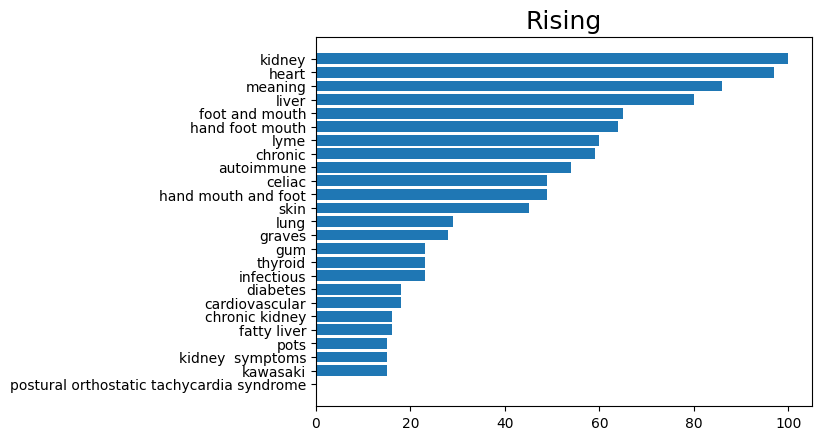 Rising
kidney
heart
meaning
liver
foot and mouth
hand foot mouth
lyme
chronic
autoimmune
celiac
hand mouth and foot
skin
lung
graves
gum
thyroid
infectious
diabetes
cardiovascular
chronic kidney
fatty liver
pots
kidney  symptoms
kawasaki
postural orthostatic tachycardia syndrome
0 20 40 60 80 100